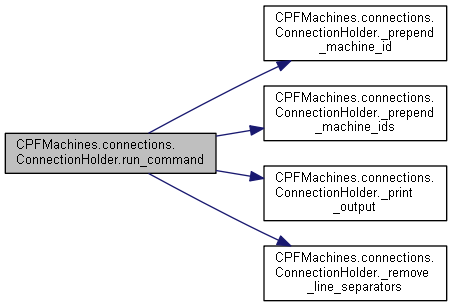 CPFMachines.connections.
ConnectionHolder.run_command
CPFMachines.connections.
ConnectionHolder._prepend
_machine_id
CPFMachines.connections.
ConnectionHolder._prepend
_machine_ids
CPFMachines.connections.
ConnectionHolder._print
_output
CPFMachines.connections.
ConnectionHolder._remove
_line_separators